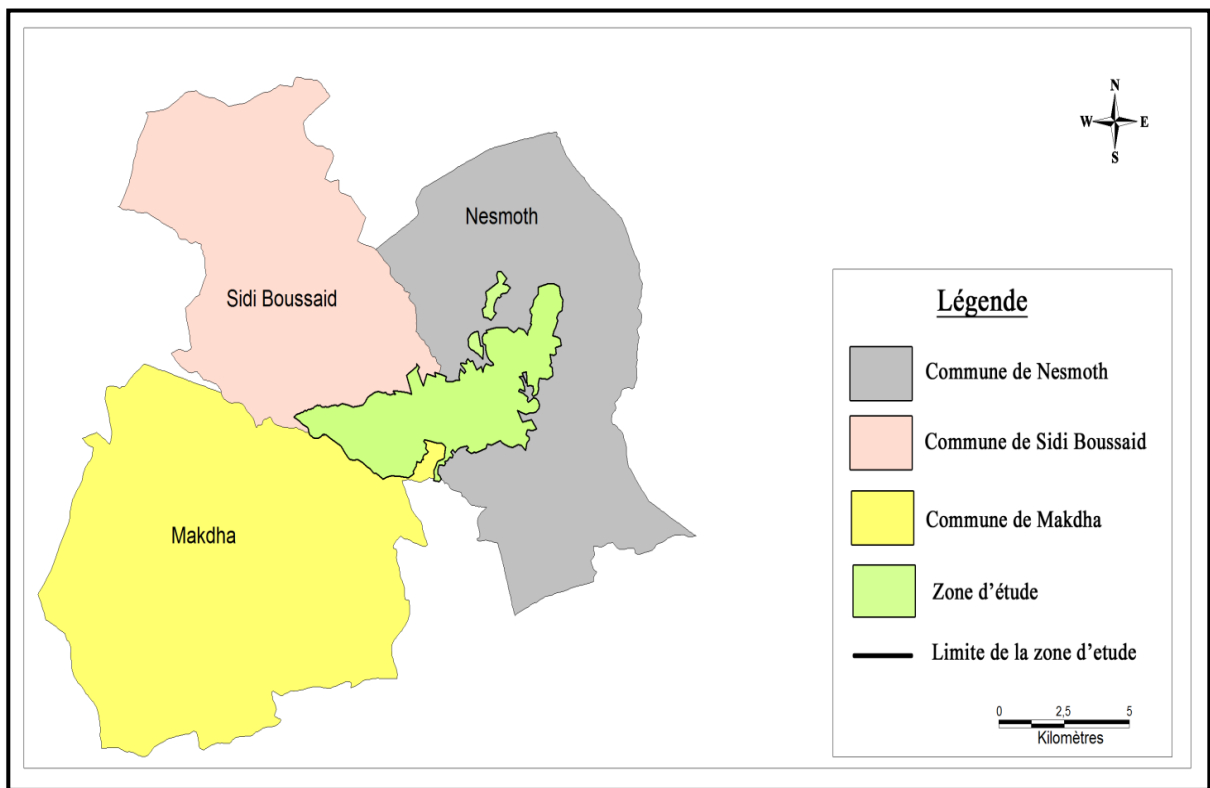 N
W E
S
Nesmoth
Sidi Boussaid
Makdha
Légende
Commune de Nesmoth
Commune de Sidi Boussaid
Commune de Makdha
Zone d'étude
Limite de la zone d'etude
0 2,5 5
Kilomètres